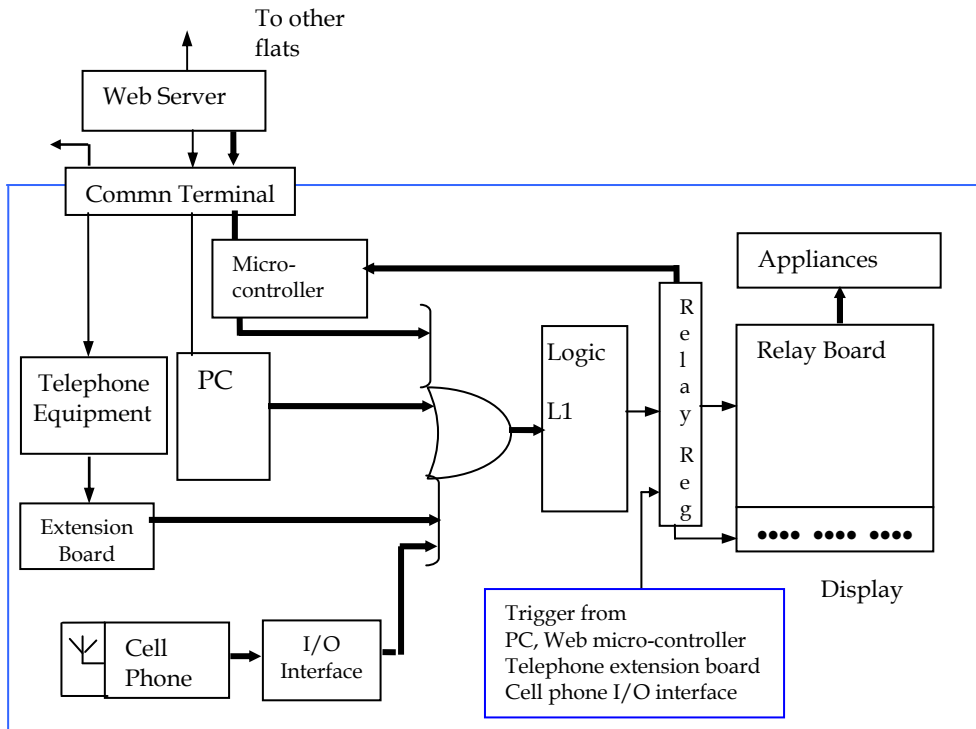 To other
flats
Web Server
Commn Terminal
Micro-
controller
Appliances
R
e
l
a
y
R
e
g
Logic
L1
Relay Board
Telephone
Equipment
PC
Extension
Board
Display
Trigger from
PC, Web micro-controller
Telephone extension board
Cell phone I/O interface
Cell
Phone
I/O
Interface